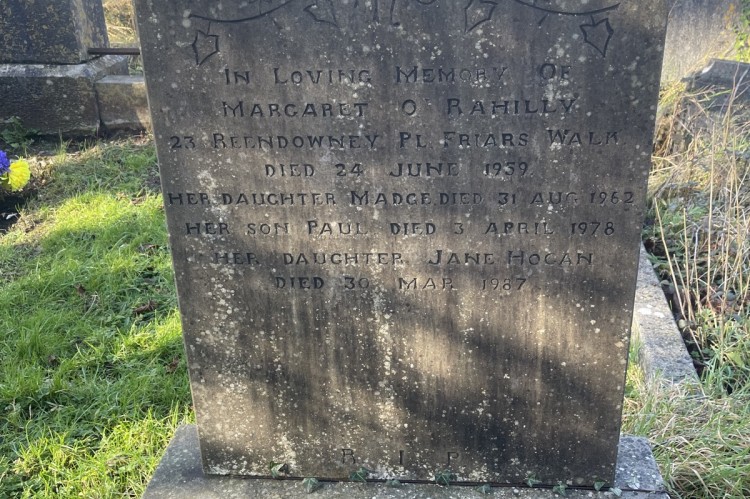 In Loving Memory Of
Margaret O'Rahilly
23 Reendowney Pl Friars Walk
Died 24 June 1959.
Her Daughter Madge Died 31 Aug 1962
Her Son Paul Died 3 April 1978
Her Daughter Jane Hogan
Died 30 Mar 1987
R I P